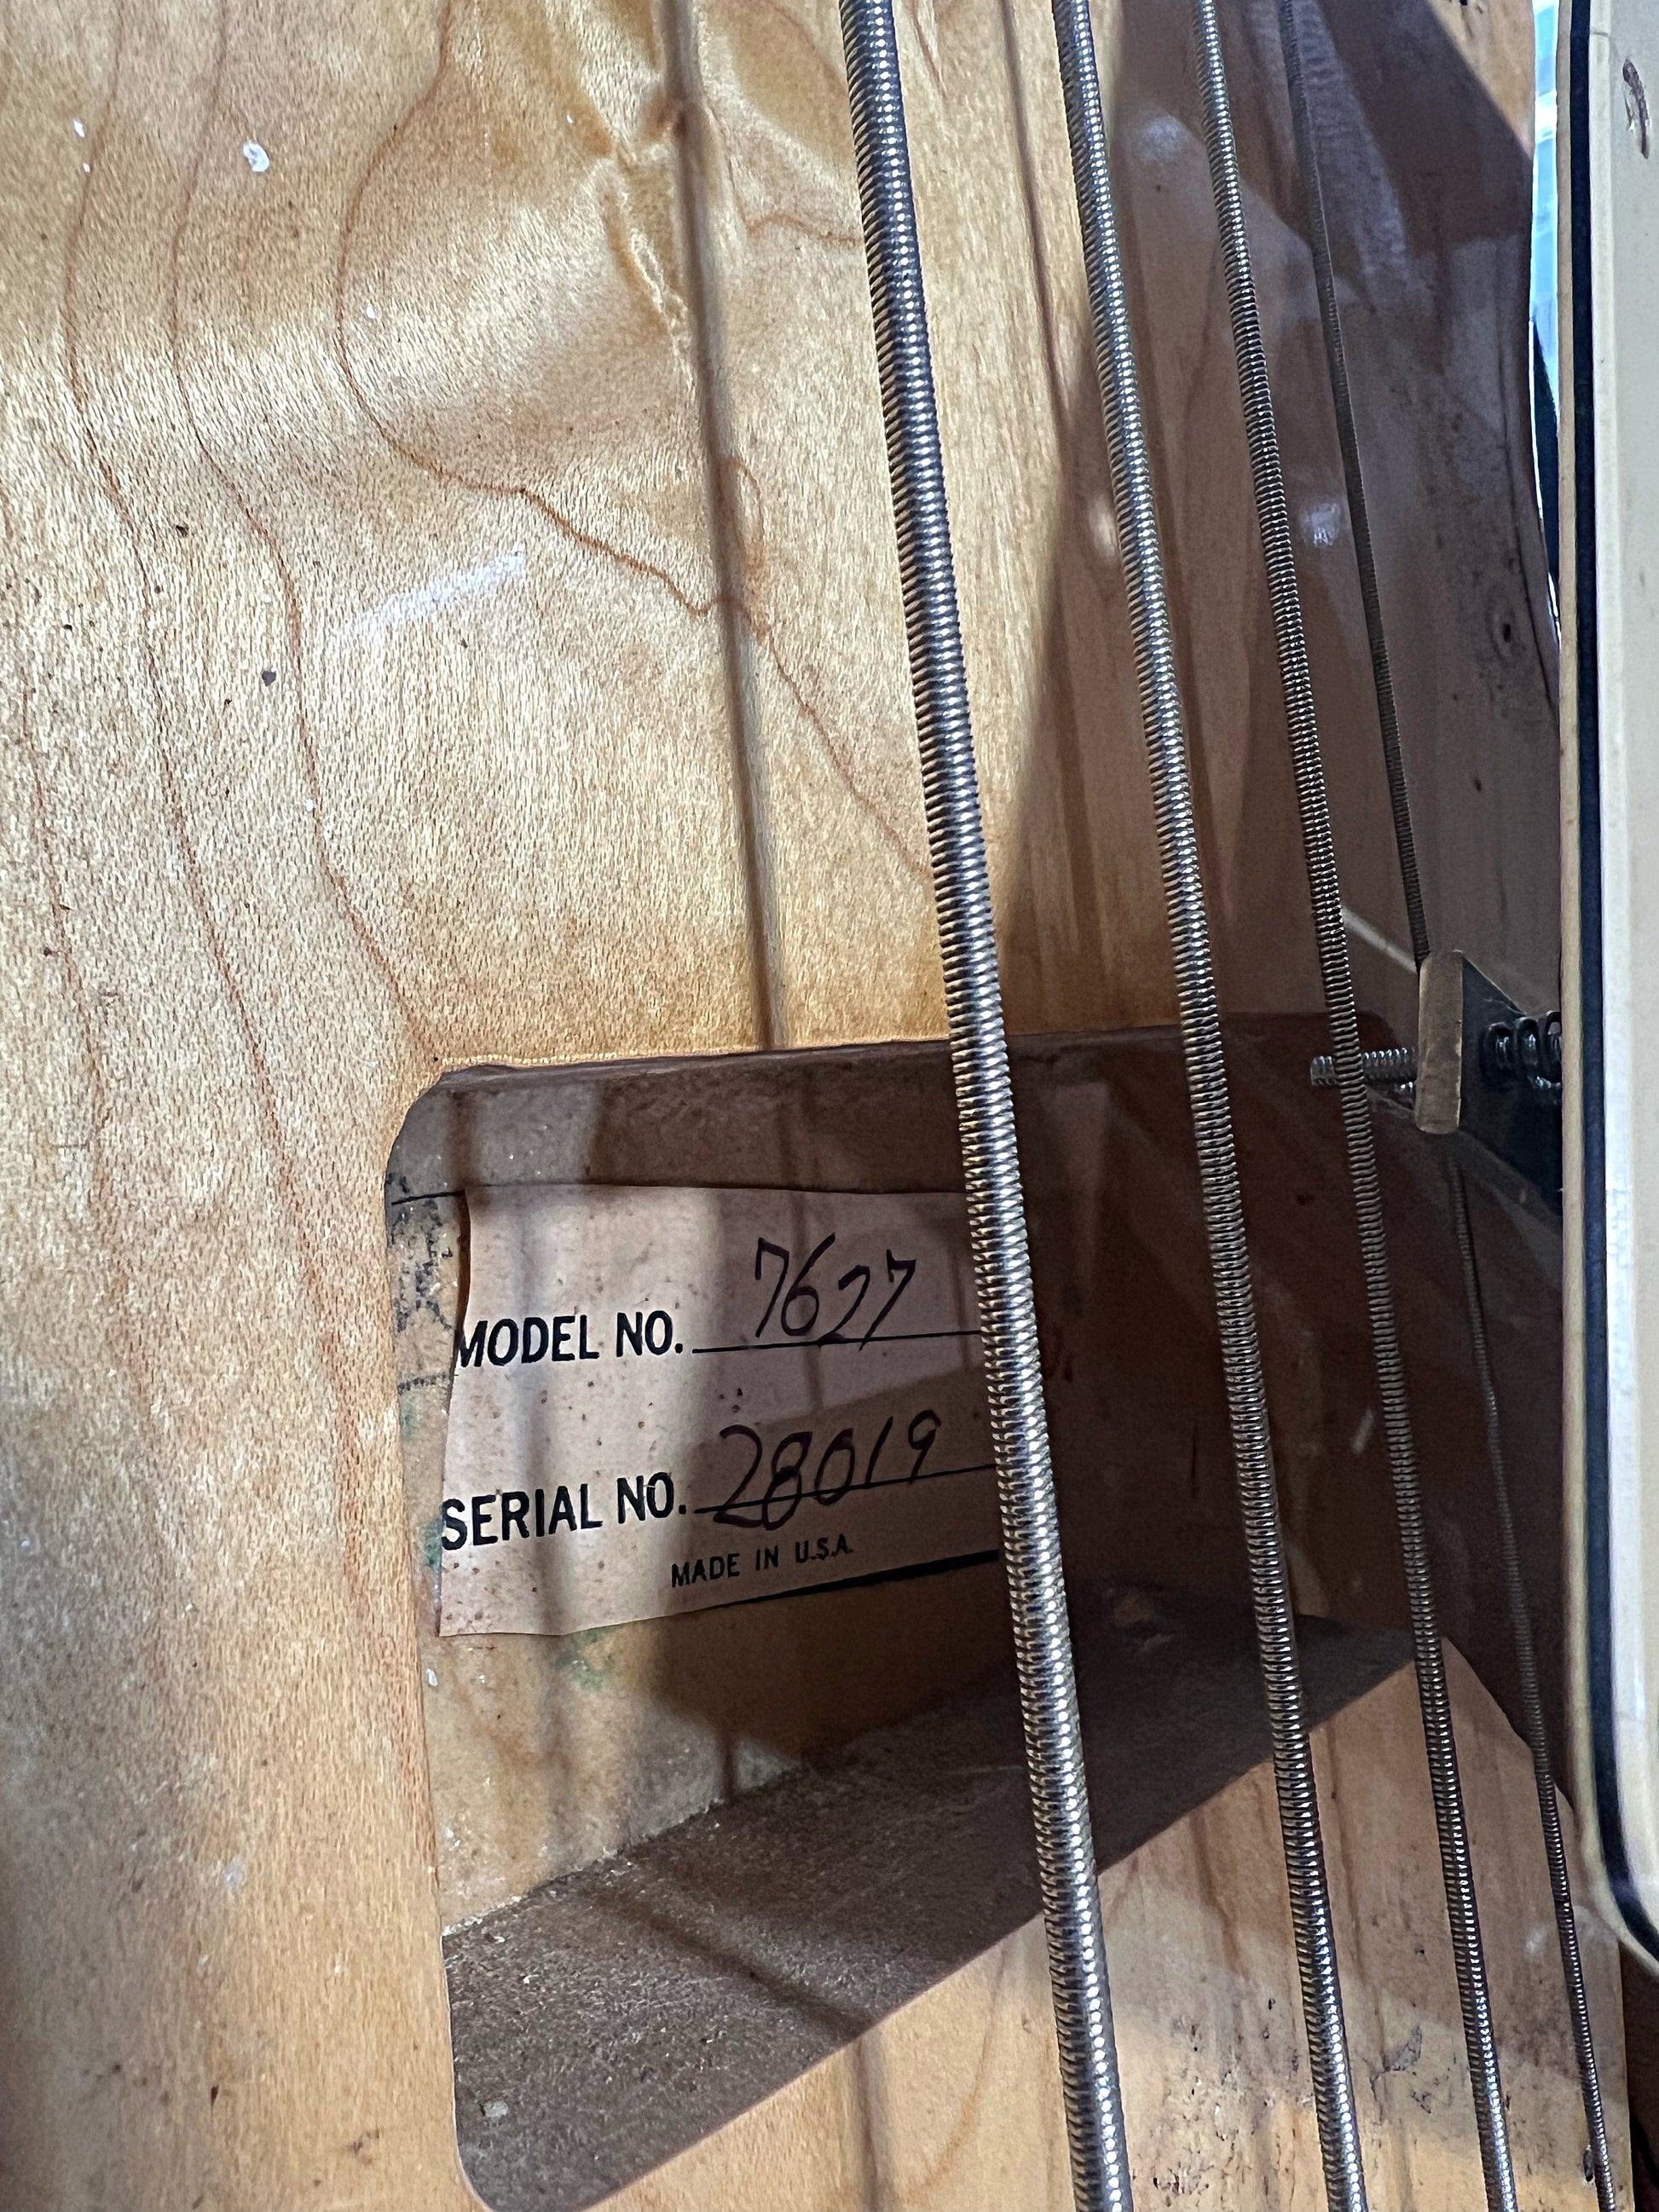 MODEL NO. 7627
SERIAL NO. 28019
MADE IN U.S.A.